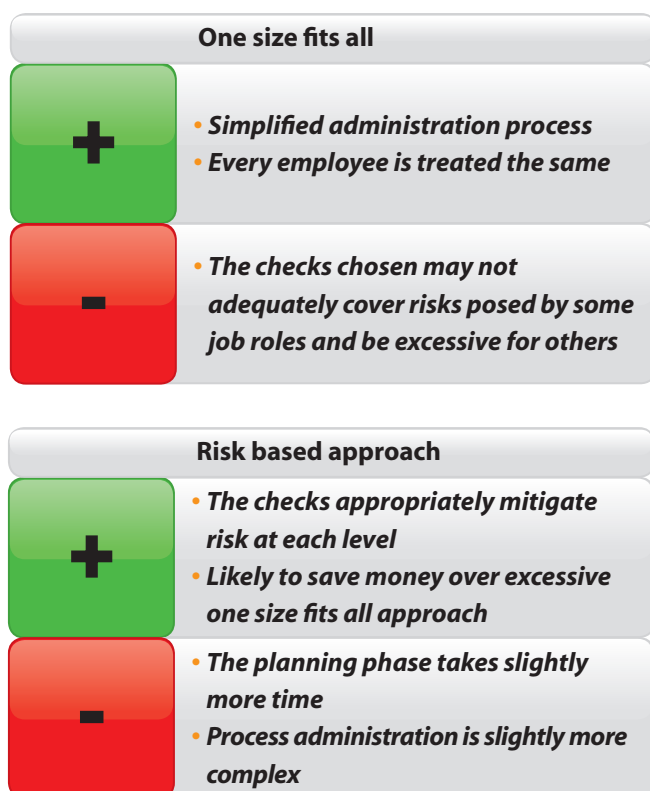 One size fits all
+
• Simplified administration process
• Every employee is treated the same
-
• The checks chosen may not
adequately cover risks posed by some
job roles and be excessive for others
Risk based approach
+
• The checks appropriately mitigate
risk at each level
• Likely to save money over excessive
one size fits all approach
-
• The planning phase takes slightly
more time
• Process administration is slightly more
complex